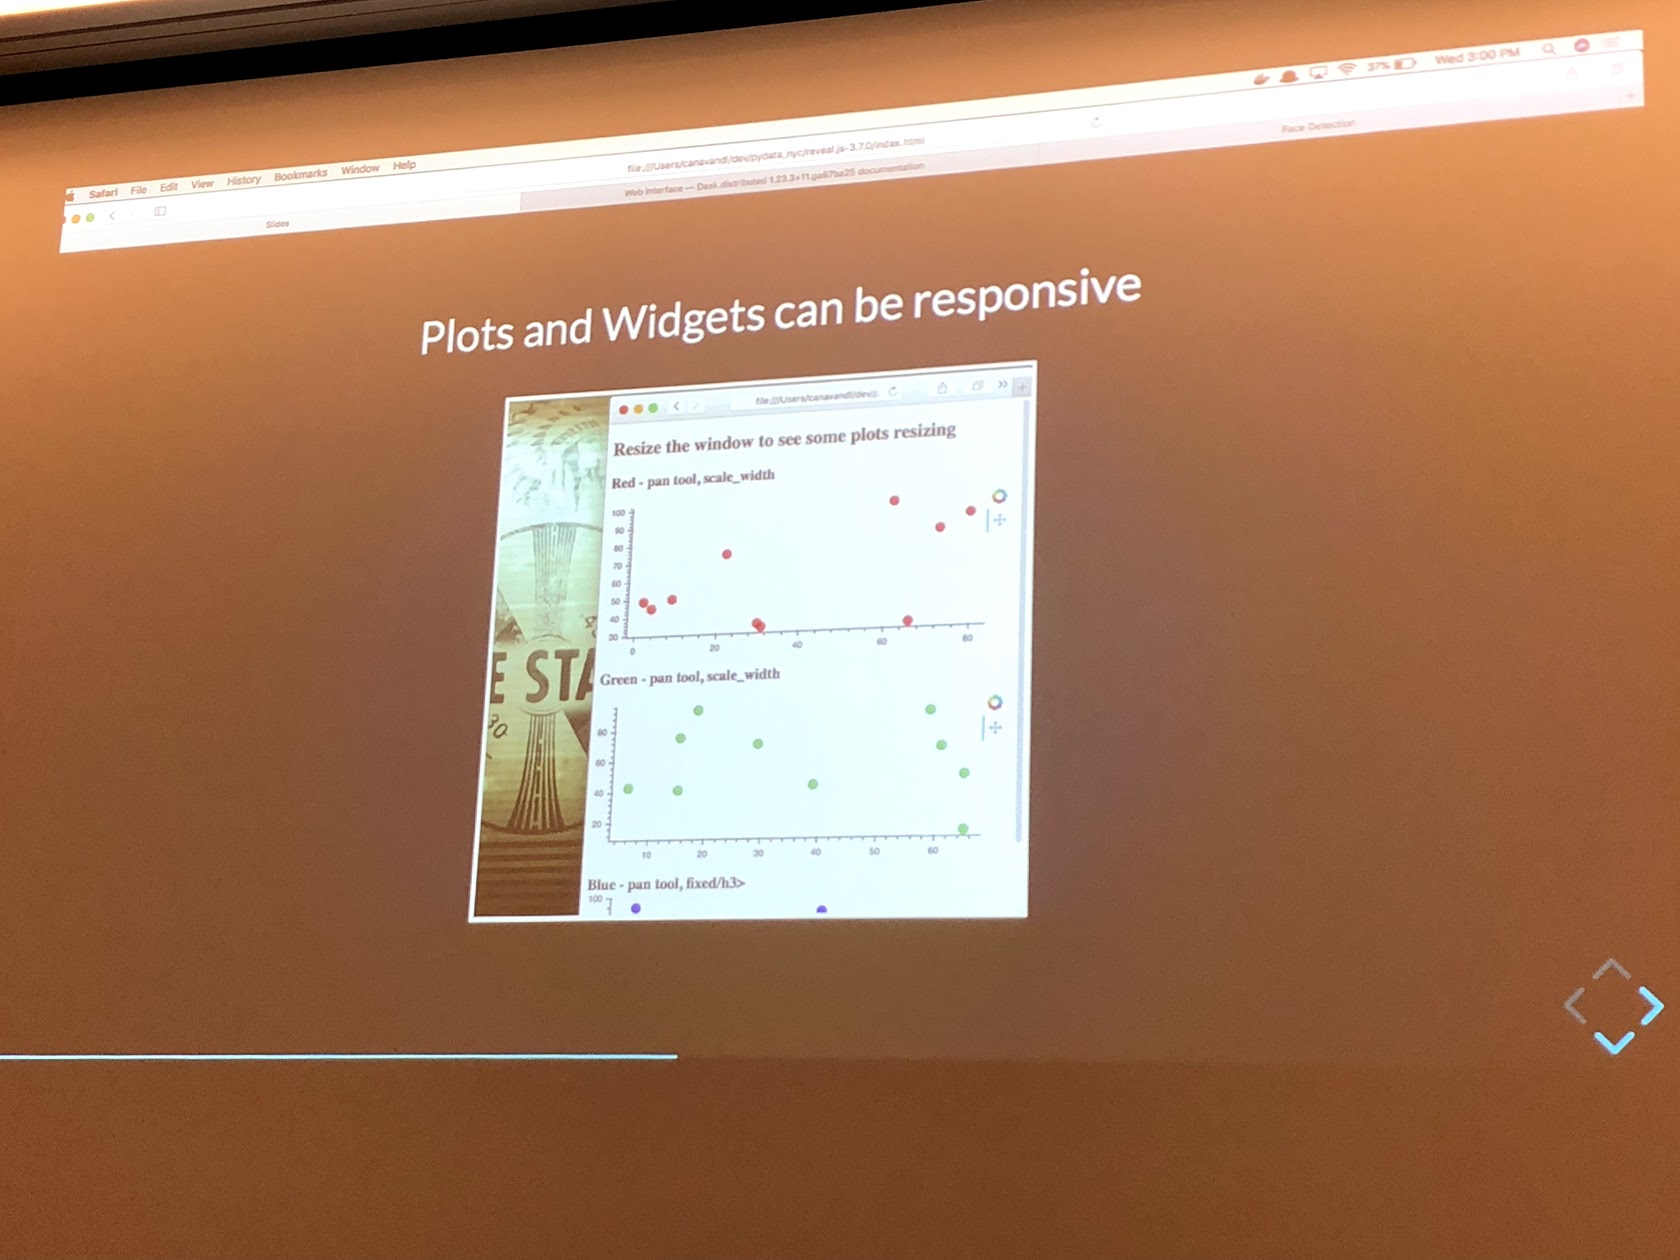 37% Wed 3:00 PM
Safari File Edit View History Bookmarks Window Help
file:///Users/canavandl/dev/pydata_nyc/reveal.js-3.7.0/index.html
Slides
Web Interface — Dask.distributed 1.23.3+11.ga67ba25 documentation
Face Detection
Plots and Widgets can be responsive
file:///Users/canavandl/dev/p
Resize the window to see some plots resizing
Red - pan tool, scale_width
100
90
80
70
60
50
40
30
0 20 40 60 80
E STA
30
Green - pan tool, scale_width
80
60
40
20
10 20 30 40 50 60
Blue - pan tool, fixed/h3>
100